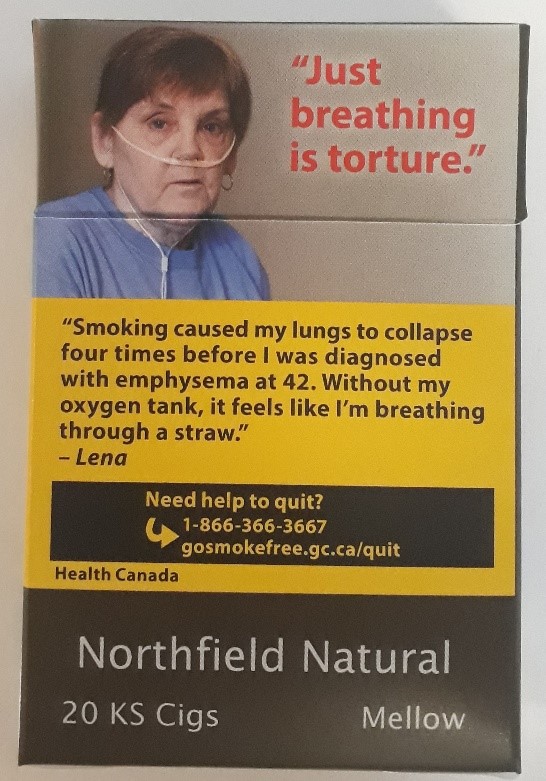 “Just
breathing
is torture.”
“Smoking caused my lungs to collapse
four times before I was diagnosed
with emphysema at 42. Without my
oxygen tank, it feels like I’m breathing
through a straw.”
– Lena
Need help to quit?
1-866-366-3667
gosmokefree.gc.ca/quit
Health Canada
Northfield Natural
20 KS Cigs Mellow